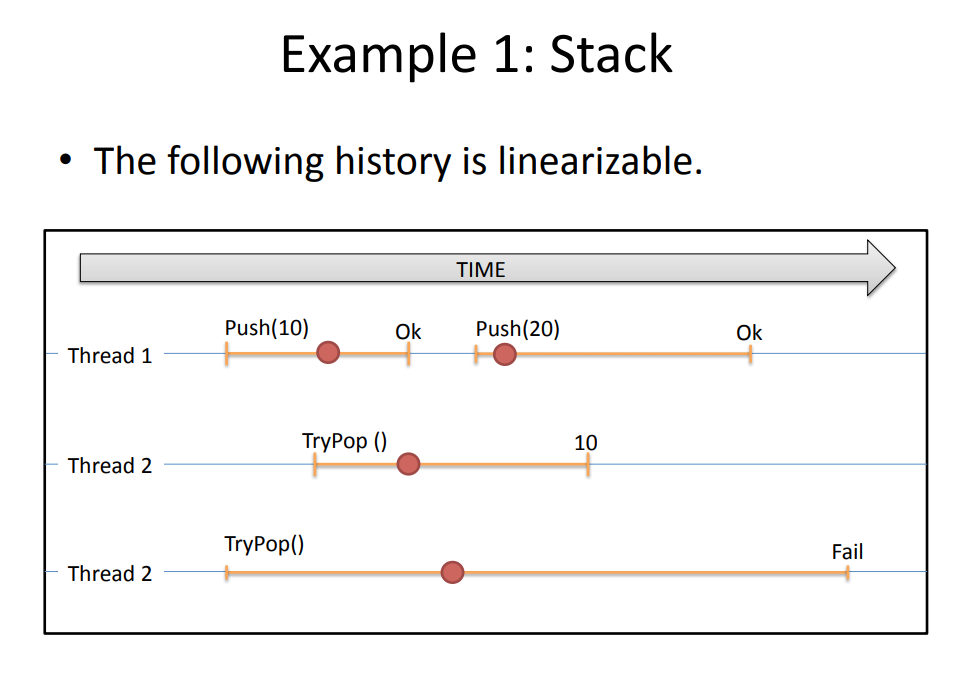 Example 1: Stack
• The following history is linearizable.
TIME
Push(10) Ok Push(20) Ok
Thread 1
TryPop () 10
Thread 2
TryPop() Fail
Thread 2